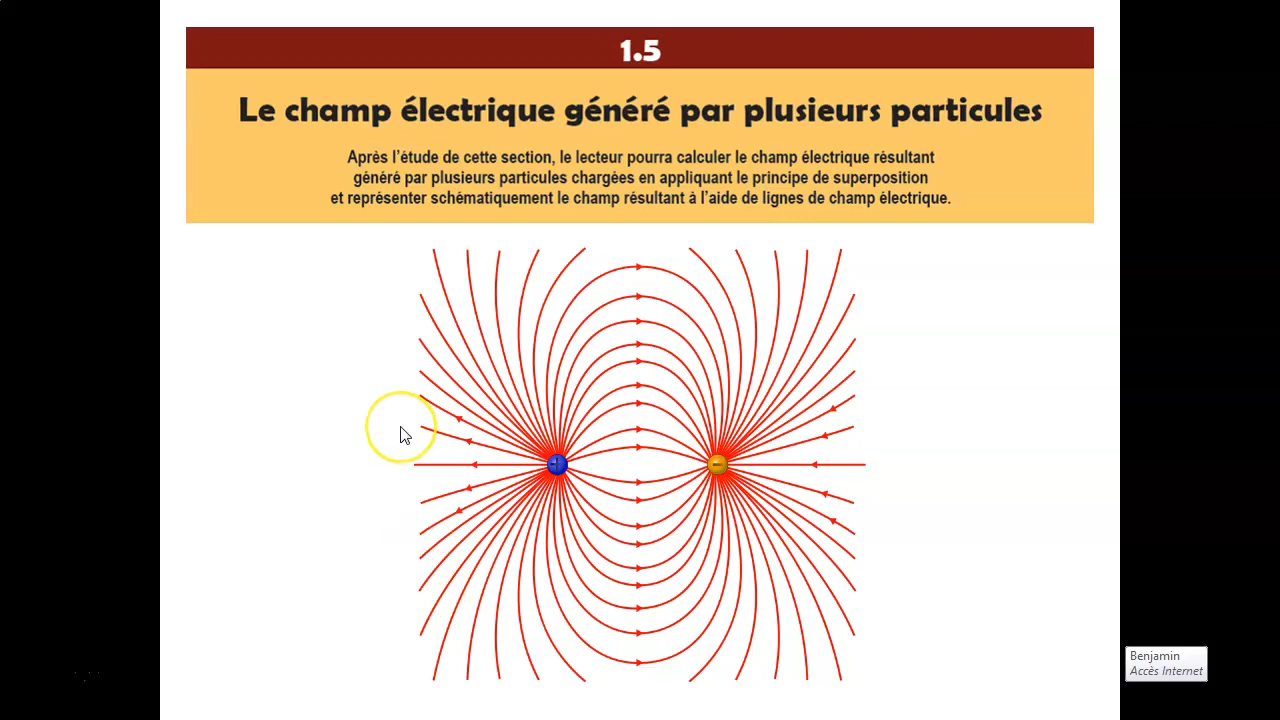 1.5
Le champ électrique généré par plusieurs particules
Après l'étude de cette section, le lecteur pourra calculer le champ électrique résultant
généré par plusieurs particules chargées en appliquant le principe de superposition
et représenter schématiquement le champ résultant à l'aide de lignes de champ électrique.
+
−
Benjamin
Accès Internet